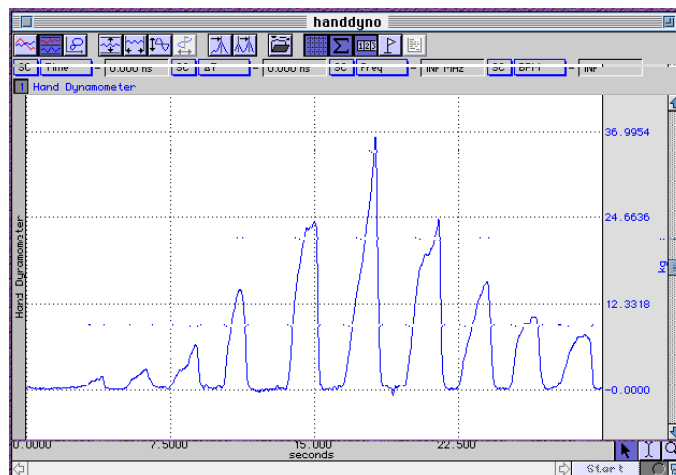 handdyno
SC Time = 0.000 ns SC ΔT = 0.000 ns SC Freq = INF MHz SC BPM = INF
1 Hand Dynamometer
36.9954
24.6636
12.3318
-0.0000
kg
Hand Dynamometer
0.0000 7.5000 15.000 22.500
seconds
Start